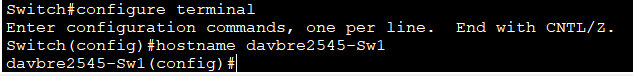 Switch#configure terminal
Enter configuration commands, one per line.  End with CNTL/Z.
Switch(config)#hostname davbre2545-Sw1
davbre2545-Sw1(config)#